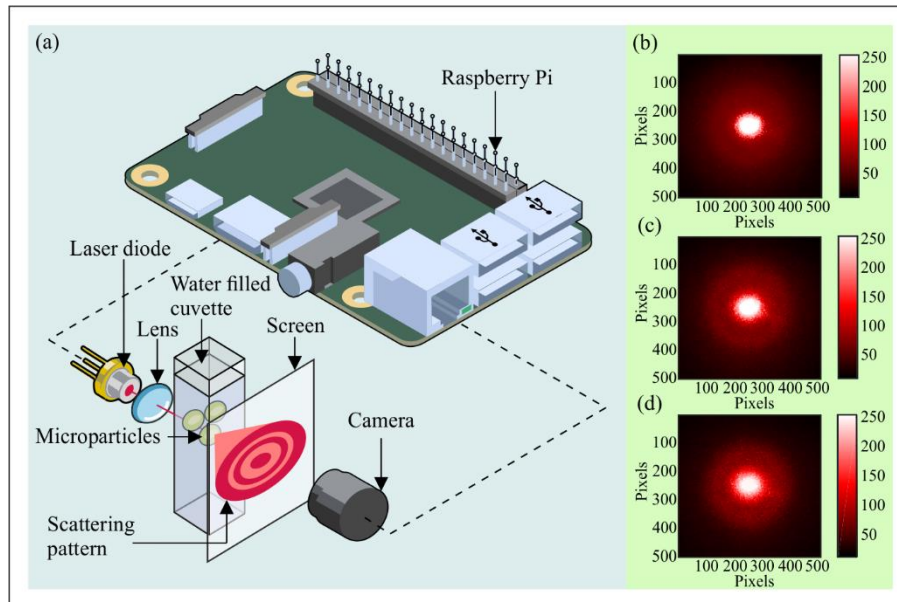 (a)
Raspberry Pi
Laser diode
Water filled
cuvette
Lens
Screen
Microparticles
Camera
Scattering
pattern
(b)
Pixels
100
200
300
400
500
100 200 300 400 500
Pixels
250
200
150
100
50
(c)
Pixels
100
200
300
400
500
100 200 300 400 500
Pixels
250
200
150
100
50
(d)
Pixels
100
200
300
400
500
100 200 300 400 500
Pixels
250
200
150
100
50